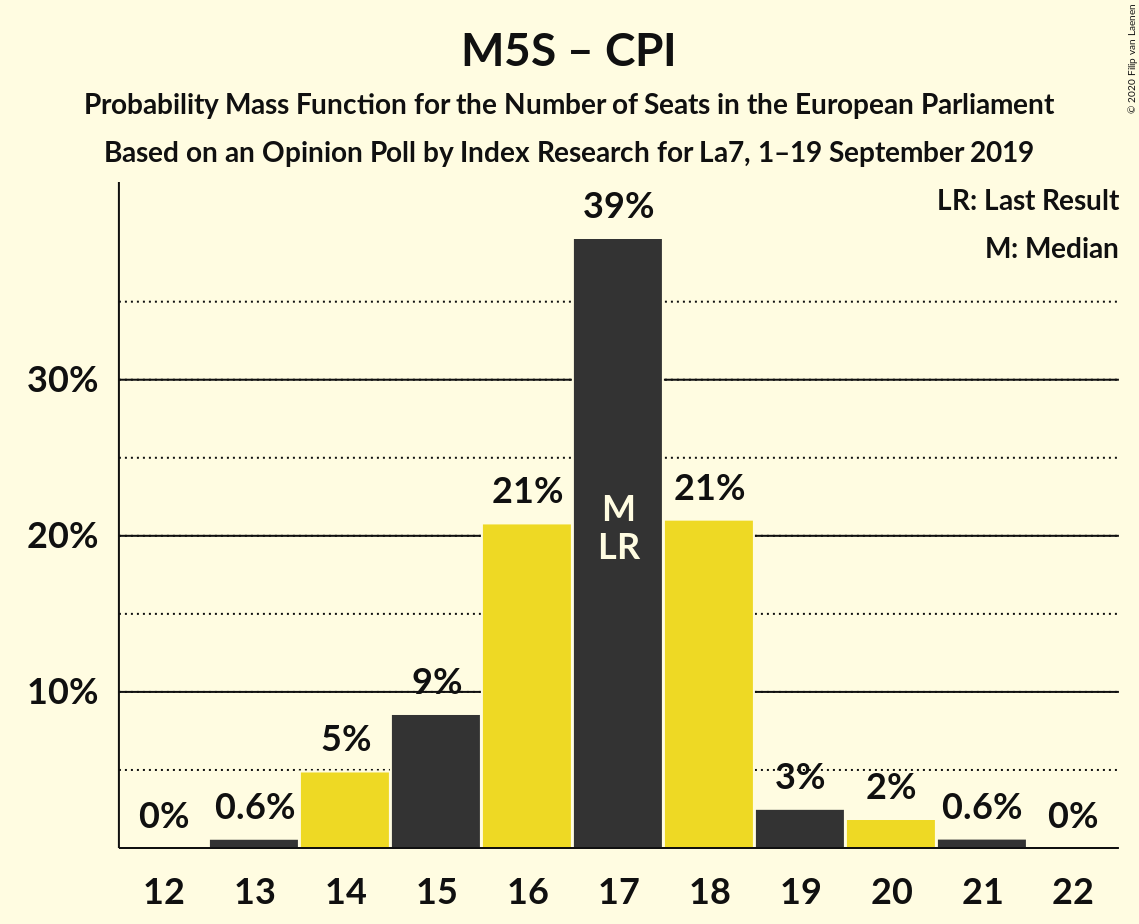 M5S – CPI
Probability Mass Function for the Number of Seats in the European Parliament
Based on an Opinion Poll by Index Research for La7, 1–19 September 2019
© 2020 Filip van Laenen
LR: Last Result
M: Median
39%
30%
21%
21%
M
LR
20%
10%
9%
5%
3%
2%
0%
0.6%
0.6%
0%
12 13 14 15 16 17 18 19 20 21 22